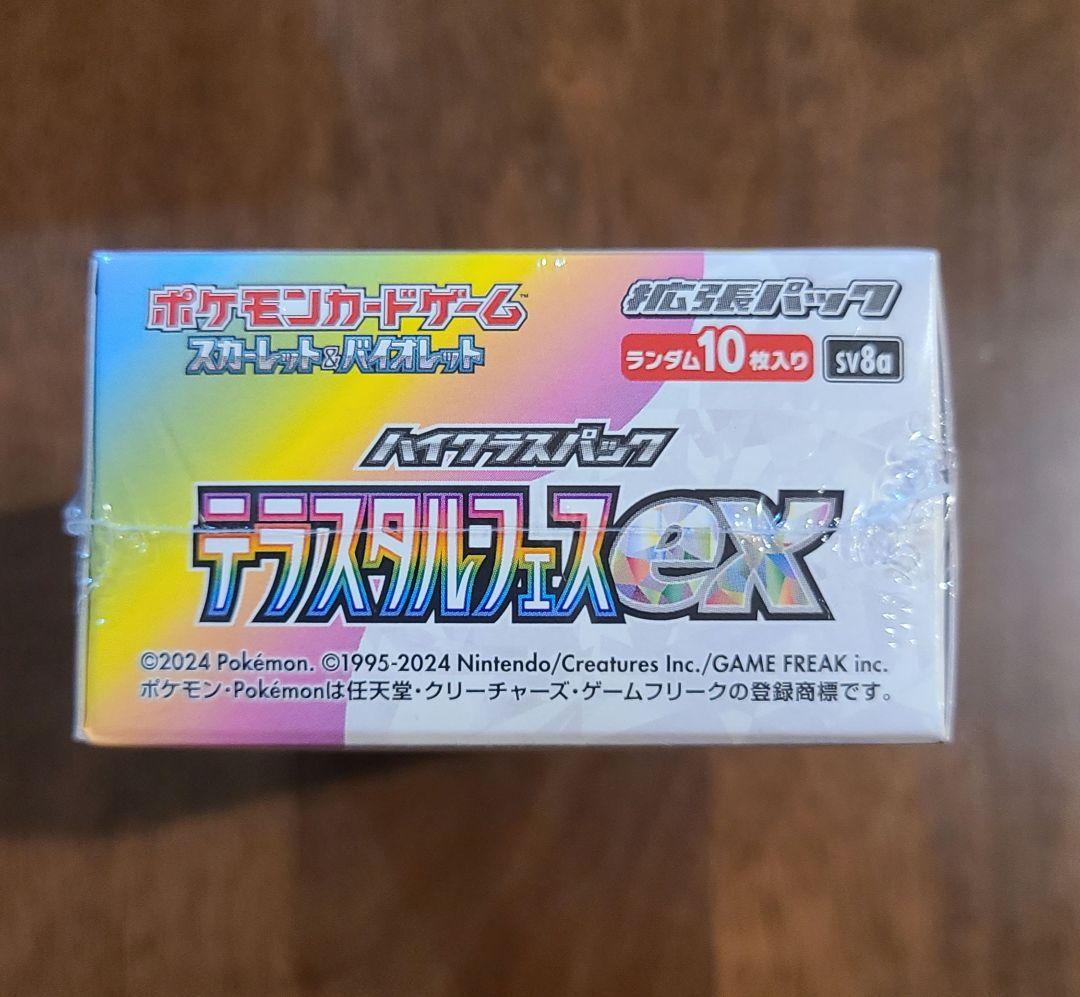 ポケモンカードゲーム™
スカーレット&バイオレット
拡張パック
ランダム10枚入り
sv8a
ハイクラスパック
テラスタルフェスex
©2024 Pokémon. ©1995-2024 Nintendo/Creatures Inc./GAME FREAK inc.
ポケモン・Pokémonは任天堂・クリーチャーズ・ゲームフリークの登録商標です。